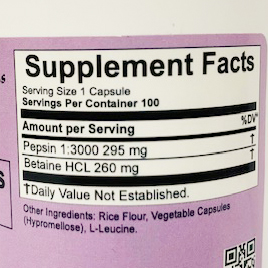 Supplement Facts
Serving Size 1 Capsule
Servings Per Container 100
%DV*
Amount per Serving
Pepsin 1:3000 295 mg †
Betaine HCL 260 mg †
†Daily Value Not Established.
Other Ingredients: Rice Flour, Vegetable Capsules
(Hypromellose), L-Leucine.